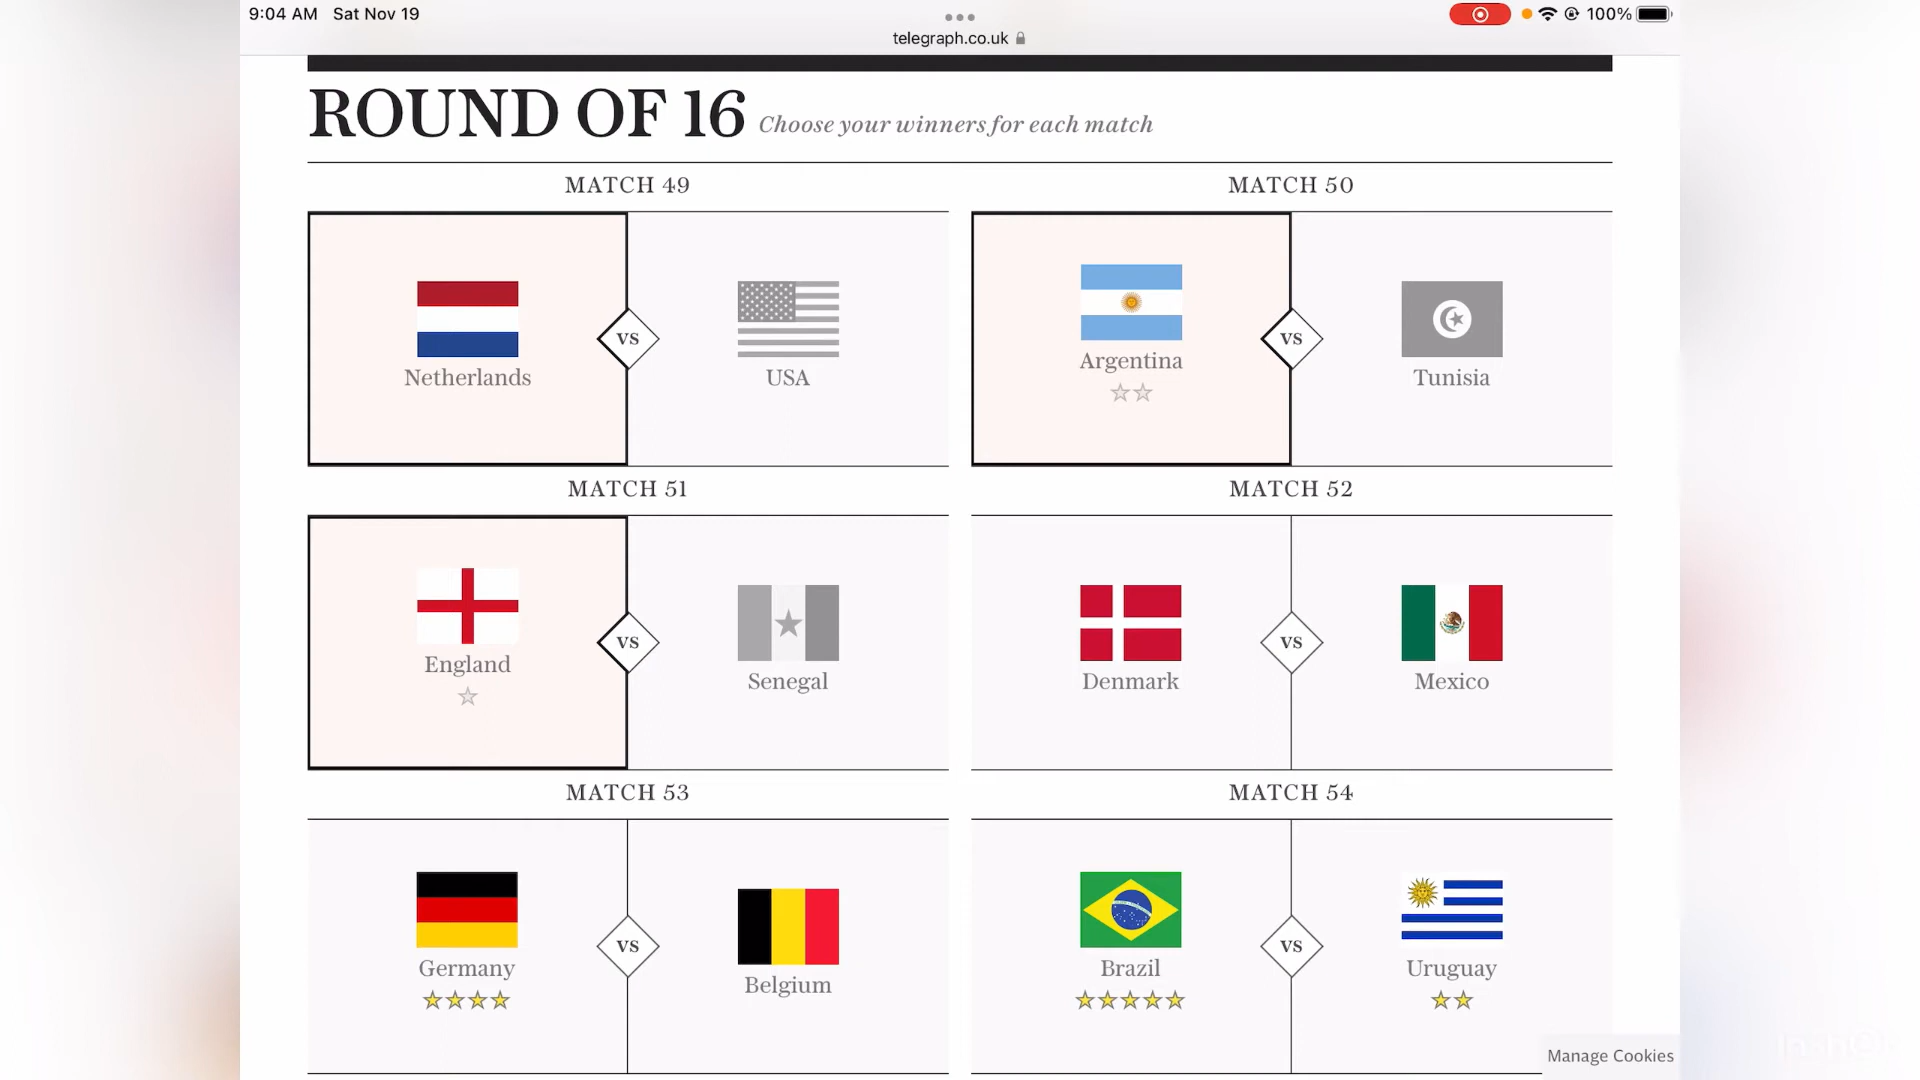 9:04 AM Sat Nov 19
100%
telegraph.co.uk
ROUND OF 16 Choose your winners for each match
MATCH 49
MATCH 50
Netherlands
VS
USA
Argentina
VS
Tunisia
MATCH 51
MATCH 52
England
VS
Senegal
Denmark
VS
Mexico
MATCH 53
MATCH 54
Germany
VS
Belgium
Brazil
VS
Uruguay
Manage Cookies